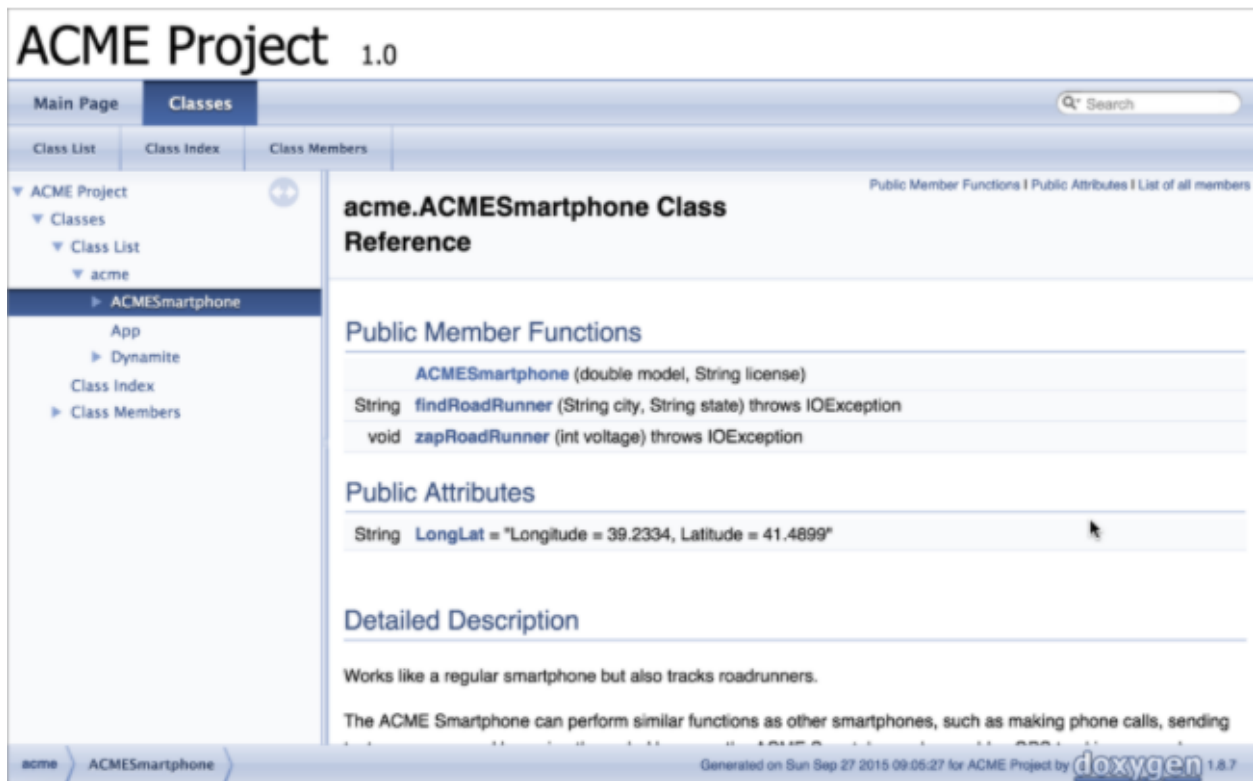 ACME Project 1.0
Main Page Classes
Search
Class List Class Index Class Members
ACME Project
Classes
Class List
acme
ACMESmartphone
App
Dynamite
Class Index
Class Members
Public Member Functions | Public Attributes | List of all members
acme.ACMESmartphone Class
Reference
Public Member Functions
ACMESmartphone (double model, String license)
String findRoadRunner (String city, String state) throws IOException
void zapRoadRunner (int voltage) throws IOException
Public Attributes
String LongLat = "Longitude = 39.2334, Latitude = 41.4899"
Detailed Description
Works like a regular smartphone but also tracks roadrunners.
The ACME Smartphone can perform similar functions as other smartphones, such as making phone calls, sending
acme ACMESmartphone
Generated on Sun Sep 27 2015 09:05:27 for ACME Project by doxygen 1.8.7